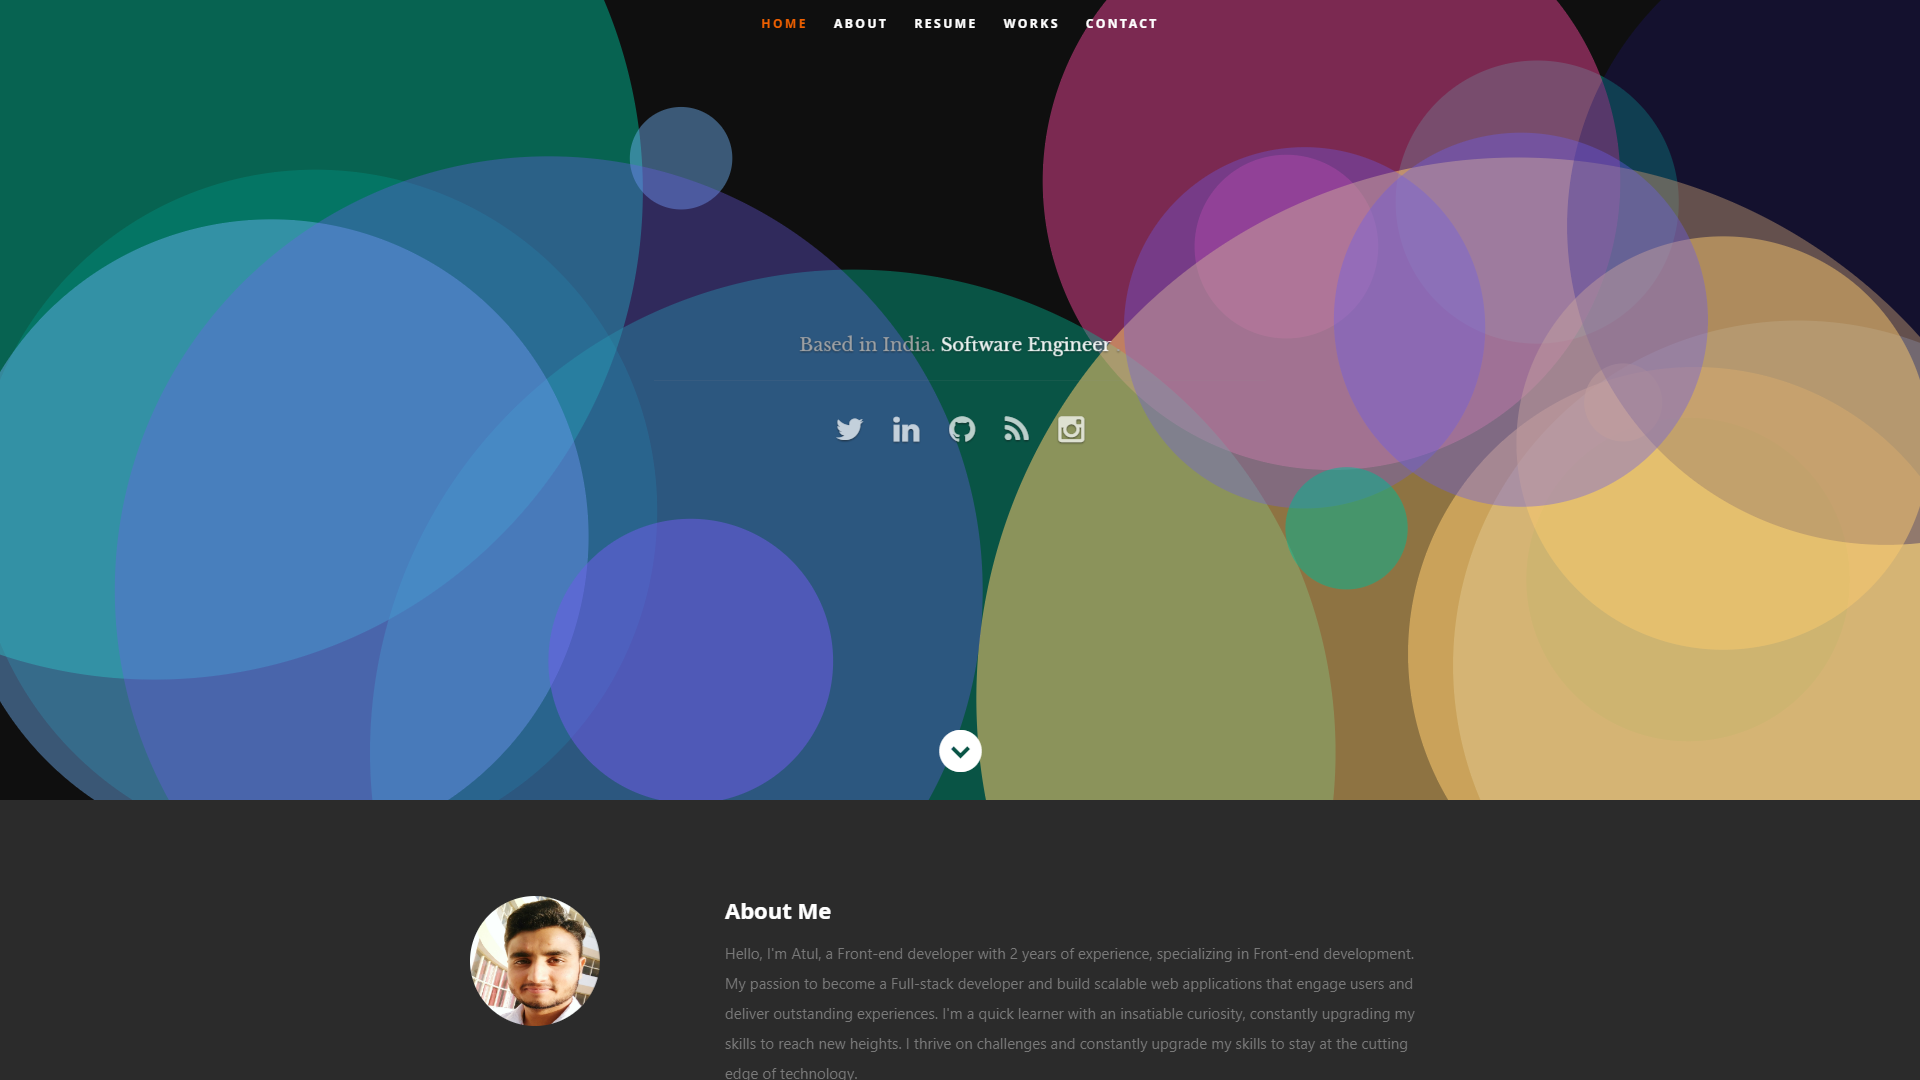 HOME ABOUT RESUME WORKS CONTACT
Based in India. Software Engineer.
About Me
Hello, I'm Atul, a Front-end developer with 2 years of experience, specializing in Front-end development.
My passion to become a Full-stack developer and build scalable web applications that engage users and
deliver outstanding experiences. I'm a quick learner with an insatiable curiosity, constantly upgrading my
skills to reach new heights. I thrive on challenges and constantly upgrade my skills to stay at the cutting
edge of technology.